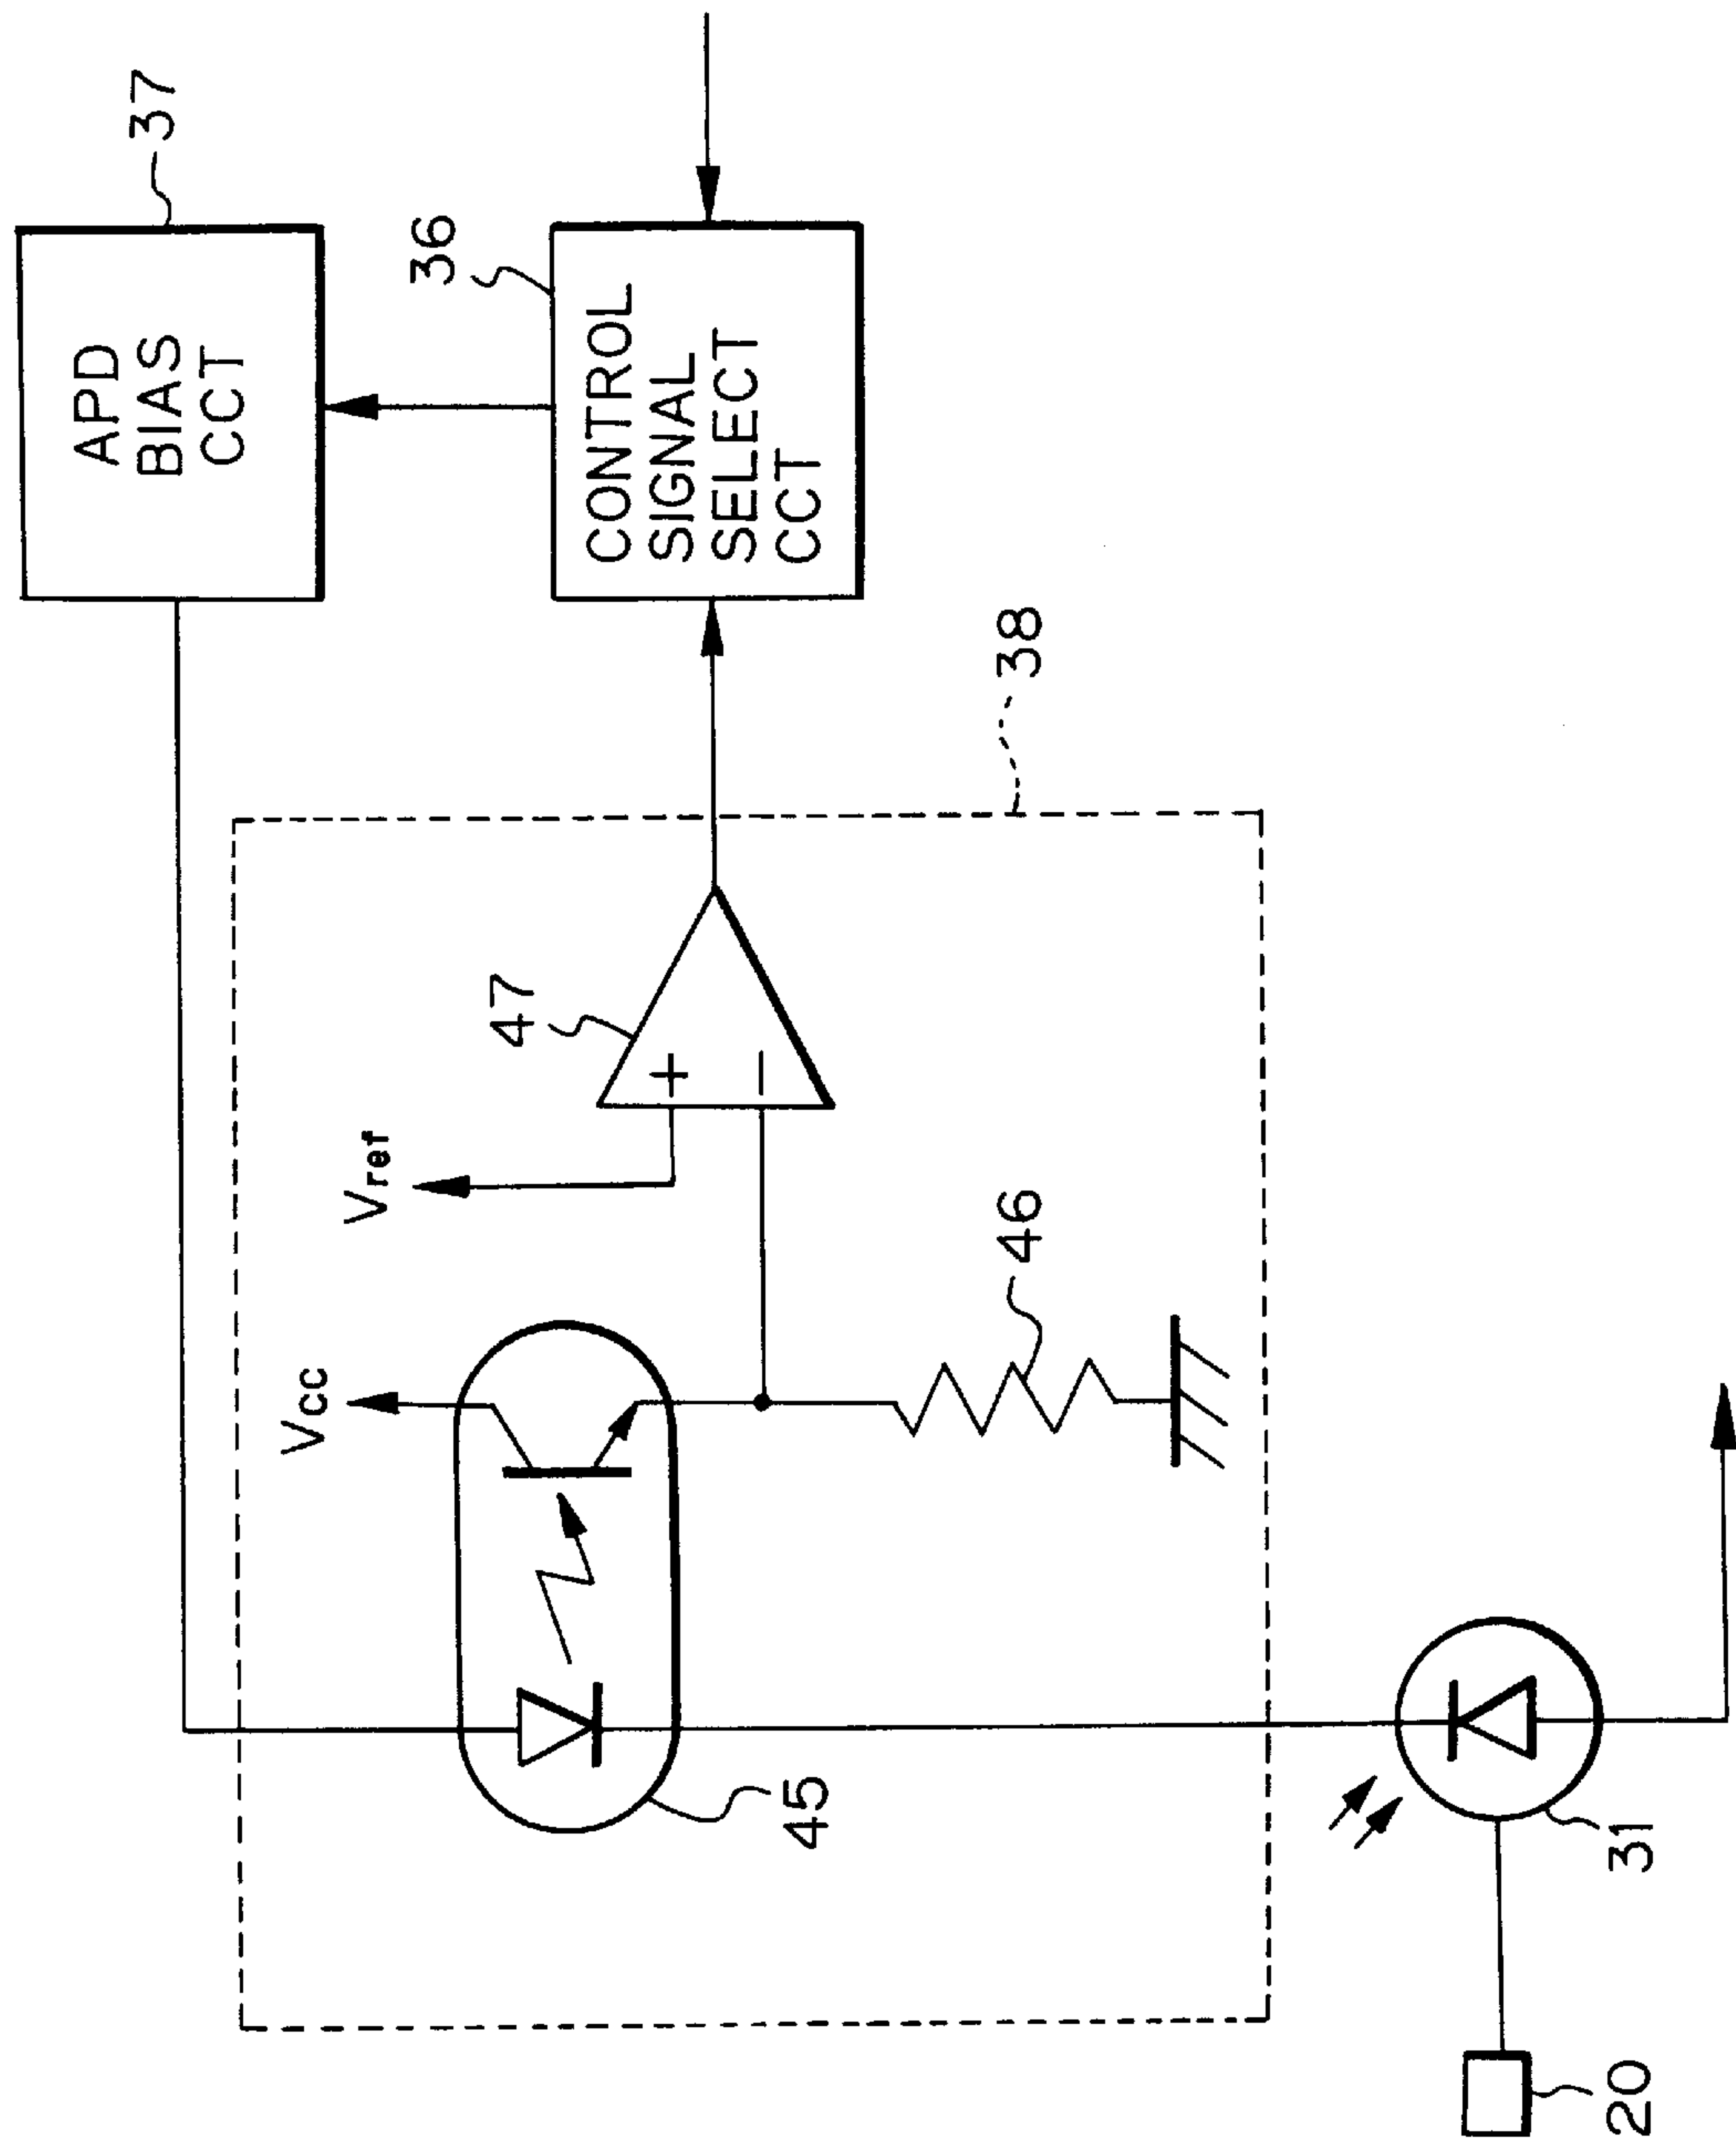 37
APD
BIAS
CCT
36
CONTROL
SIGNAL
SELECT
CCT
38
47
+
−
Vref
Vcc
46
45
31
20